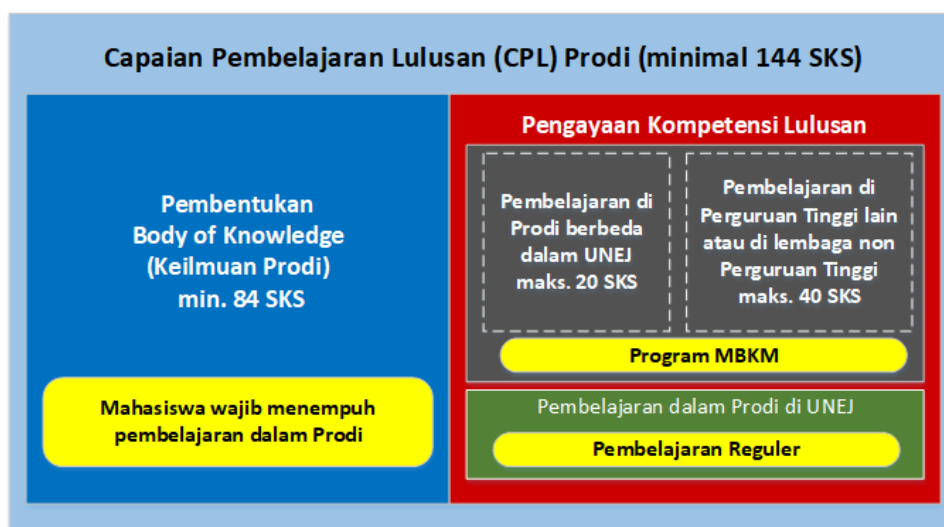 Capaian Pembelajaran Lulusan (CPL) Prodi (minimal 144 SKS)
Pembentukan
Body of Knowledge
(Keilmuan Prodi)
min. 84 SKS
Mahasiswa wajib menempuh
pembelajaran dalam Prodi
Pengayaan Kompetensi Lulusan
Pembelajaran di
Prodi berbeda
dalam UNEJ
maks. 20 SKS
Pembelajaran di
Perguruan Tinggi lain
atau di lembaga non
Perguruan Tinggi
maks. 40 SKS
Program MBKM
Pembelajaran dalam Prodi di UNEJ
Pembelajaran Reguler